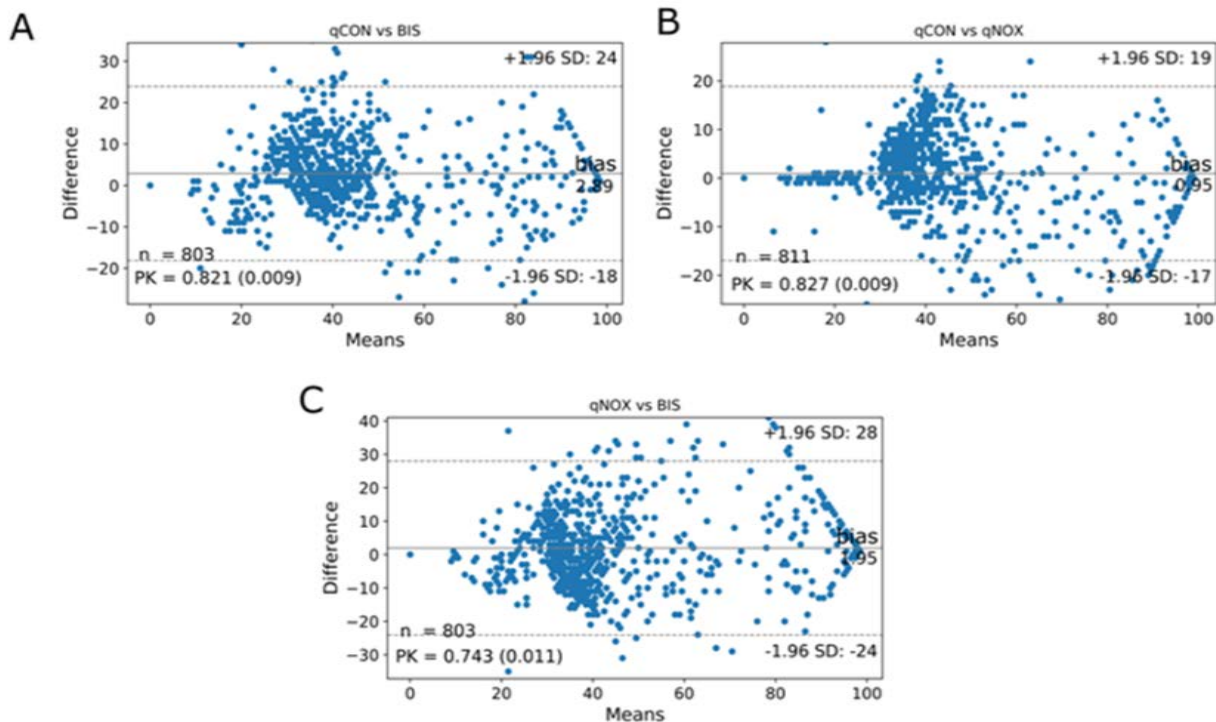 A
qCON vs BIS
30
20
10
0
−10
−20
Difference
+1.96 SD: 24
bias
2.89
n = 803
PK = 0.821 (0.009)
-1.96 SD: -18
0 20 40 60 80 100
Means
B
qCON vs qNOX
20
10
0
−10
−20
Difference
+1.96 SD: 19
bias
0.95
n = 811
PK = 0.827 (0.009)
-1.96 SD: -17
0 20 40 60 80 100
Means
C
qNOX vs BIS
40
30
20
10
0
−10
−20
−30
Difference
+1.96 SD: 28
bias
1.95
n = 803
PK = 0.743 (0.011)
-1.96 SD: -24
0 20 40 60 80 100
Means